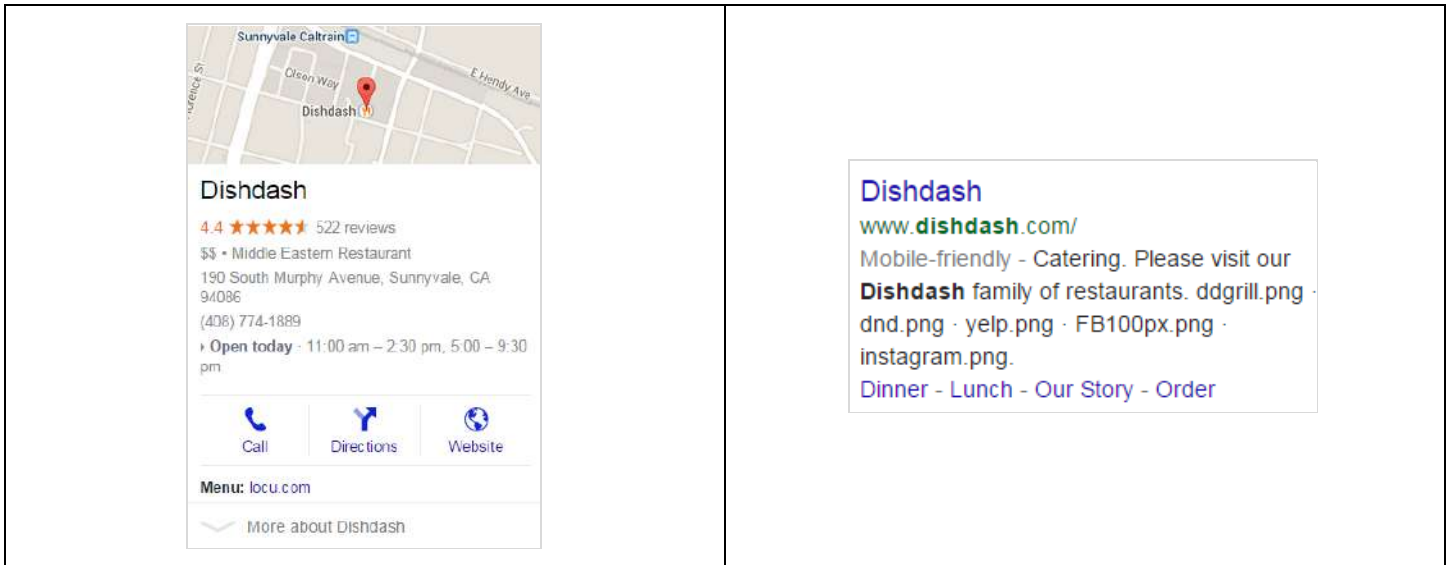 Sunnyvale Caltrain
Olson Way
E Hendy Ave
Dishdash
Dishdash
4.4 522 reviews
$$ • Middle Eastern Restaurant
190 South Murphy Avenue, Sunnyvale, CA
94086
(408) 774-1889
Open today · 11:00 am – 2:30 pm, 5:00 – 9:30
pm
Call Directions Website
Menu: locu.com
More about Dishdash
Dishdash
www.dishdash.com/
Mobile-friendly - Catering. Please visit our
Dishdash family of restaurants. ddgrill.png ·
dnd.png · yelp.png · FB100px.png ·
instagram.png.
Dinner - Lunch - Our Story - Order